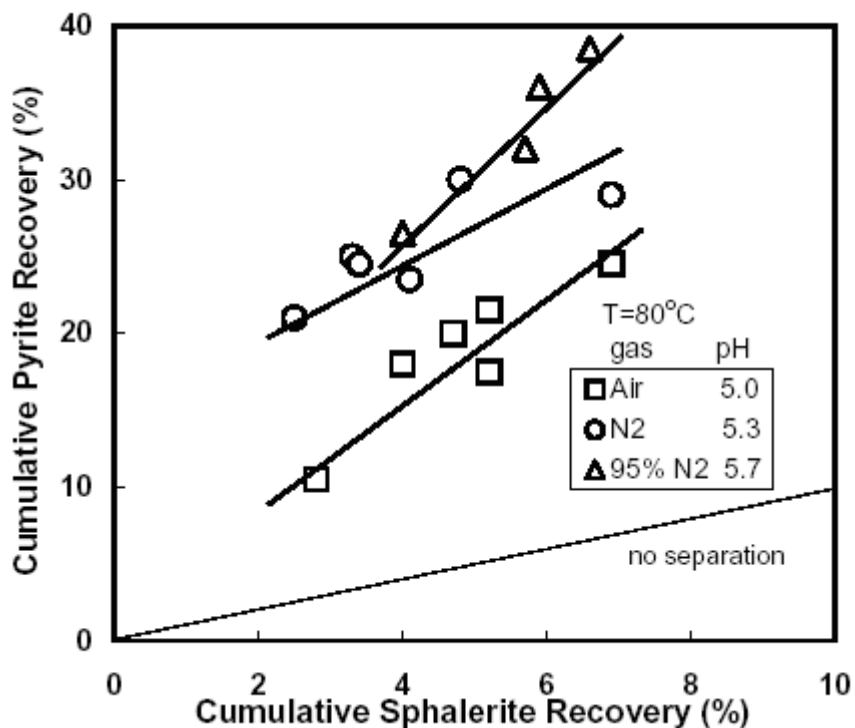 40
30
20
10
0
Cumulative Pyrite Recovery (%)
T=80°C
gas pH
Air 5.0
N2 5.3
95% N2 5.7
no separation
0 2 4 6 8 10
Cumulative Sphalerite Recovery (%)